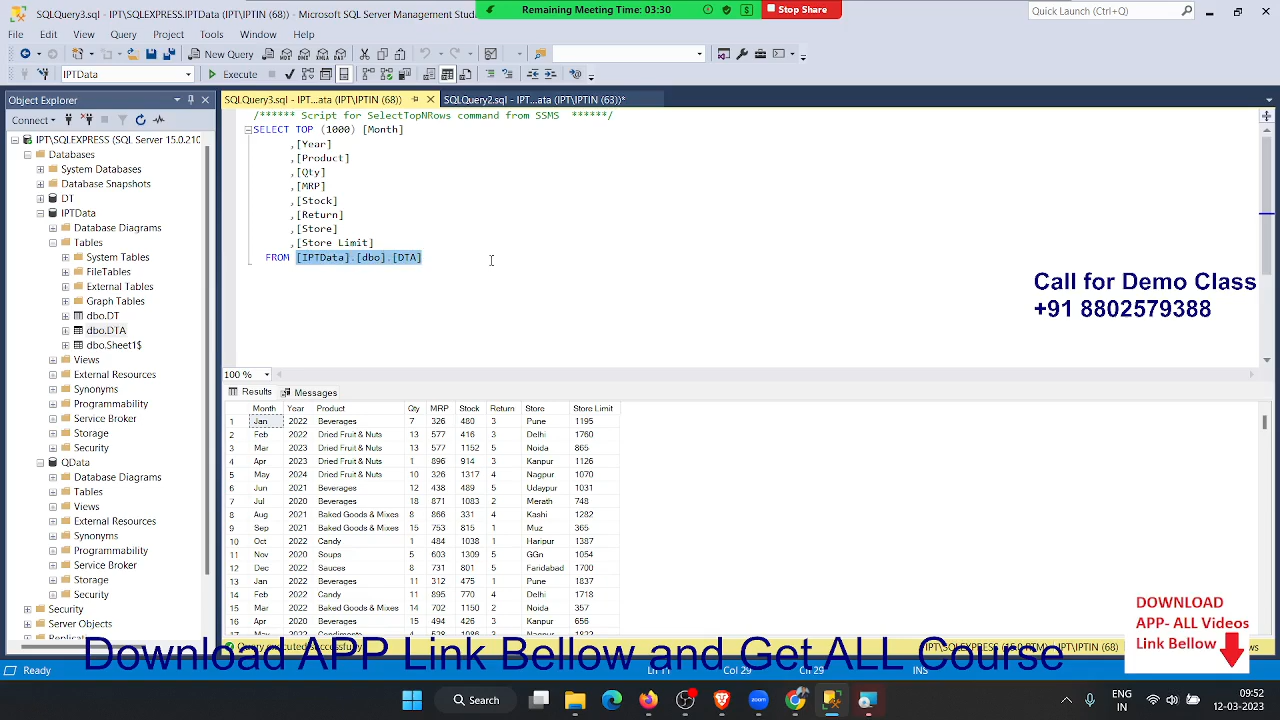 IPTData.sql - IPT\SQLEXPRESS.IPTData (IPT\IPTIN (68)) - Microsoft SQL Server Management Stud
Remaining Meeting Time: 03:30
Stop Share
Quick Launch (Ctrl+Q)
File Edit View Query Project Tools Window Help
New Query
IPTData
Execute
Object Explorer
SQLQuery3.sql - IPT...ata (IPT\IPTIN (68))
SQLQuery2.sql - IPT...ata (IPT\IPTIN (63))*
Connect
IPT\SQLEXPRESS (SQL Server 15.0.210
Databases
System Databases
Database Snapshots
DT
IPTData
Database Diagrams
Tables
System Tables
FileTables
External Tables
Graph Tables
dbo.DT
dbo.DTA
dbo.Sheet1$
Views
External Resources
Synonyms
Programmability
Service Broker
Storage
Security
QData
Database Diagrams
Tables
Views
External Resources
Synonyms
Programmability
Service Broker
Storage
Security
Security
Server Objects
/****** Script for SelectTopNRows command from SSMS ******/
SELECT TOP (1000) [Month]
,[Year]
,[Product]
,[Qty]
,[MRP]
,[Stock]
,[Return]
,[Store]
,[Store Limit]
FROM [IPTData].[dbo].[DTA]
Call for Demo Class
+91 8802579388
100 %
Results Messages
Month Year Product Qty MRP Stock Return Store Store Limit
1 Jan 2022 Beverages 7 326 480 3 Pune 1195
2 Feb 2022 Dried Fruit & Nuts 13 577 416 3 Delhi 1760
3 Mar 2023 Dried Fruit & Nuts 13 577 1152 5 Noida 865
4 Apr 2023 Dried Fruit & Nuts 1 896 914 3 Kanpur 1126
5 May 2024 Dried Fruit & Nuts 10 326 1317 4 Nagpur 1070
6 Jun 2021 Beverages 12 438 489 5 Udaypur 1031
7 Jul 2020 Beverages 18 871 1083 2 Merath 748
8 Aug 2021 Baked Goods & Mixes 8 866 331 4 Kashi 1282
9 Sep 2021 Baked Goods & Mixes 15 753 815 1 Muz 365
10 Oct 2022 Candy 1 484 1038 1 Haripur 1387
11 Nov 2020 Soups 5 603 1309 5 GGn 1054
12 Dec 2022 Sauces 8 731 801 5 Faridabad 1700
13 Jan 2022 Beverages 11 312 475 1 Pune 1837
14 Feb 2022 Candy 11 895 770 4 Delhi 1718
15 Mar 2022 Baked Goods & Mixes 14 702 1150 2 Noida 357
16 Apr 2020 Beverages 15 494 426 3 Kanpur 1666
DOWNLOAD
APP- ALL Videos
Link Bellow
Query executed successfully
Download APP Link Bellow and Get ALL Course
Ready
Col 29
INS
Search
ENG
IN
09:52
12-03-2023